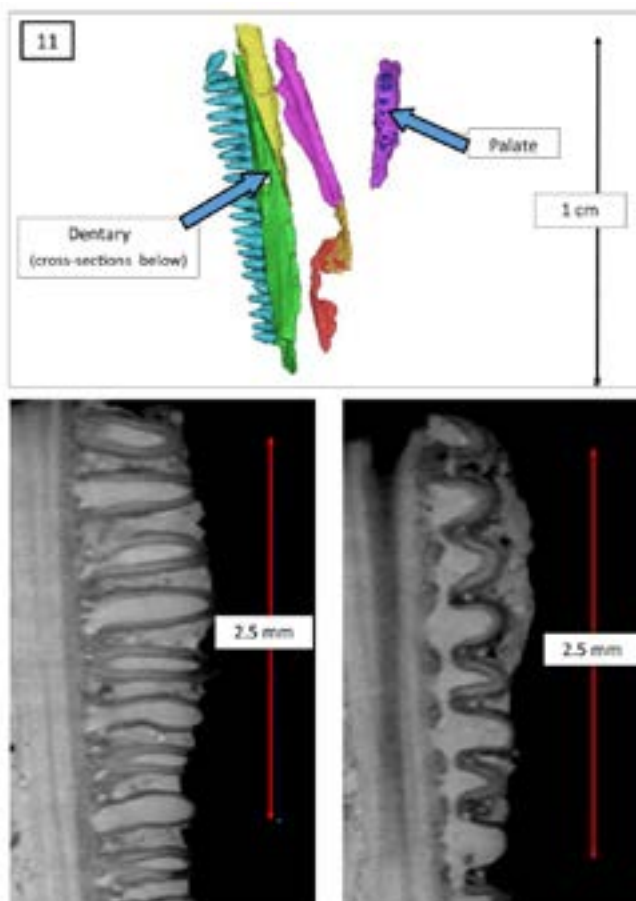 11
Palate
1 cm
Dentary
(cross-sections below)
2.5 mm
2.5 mm